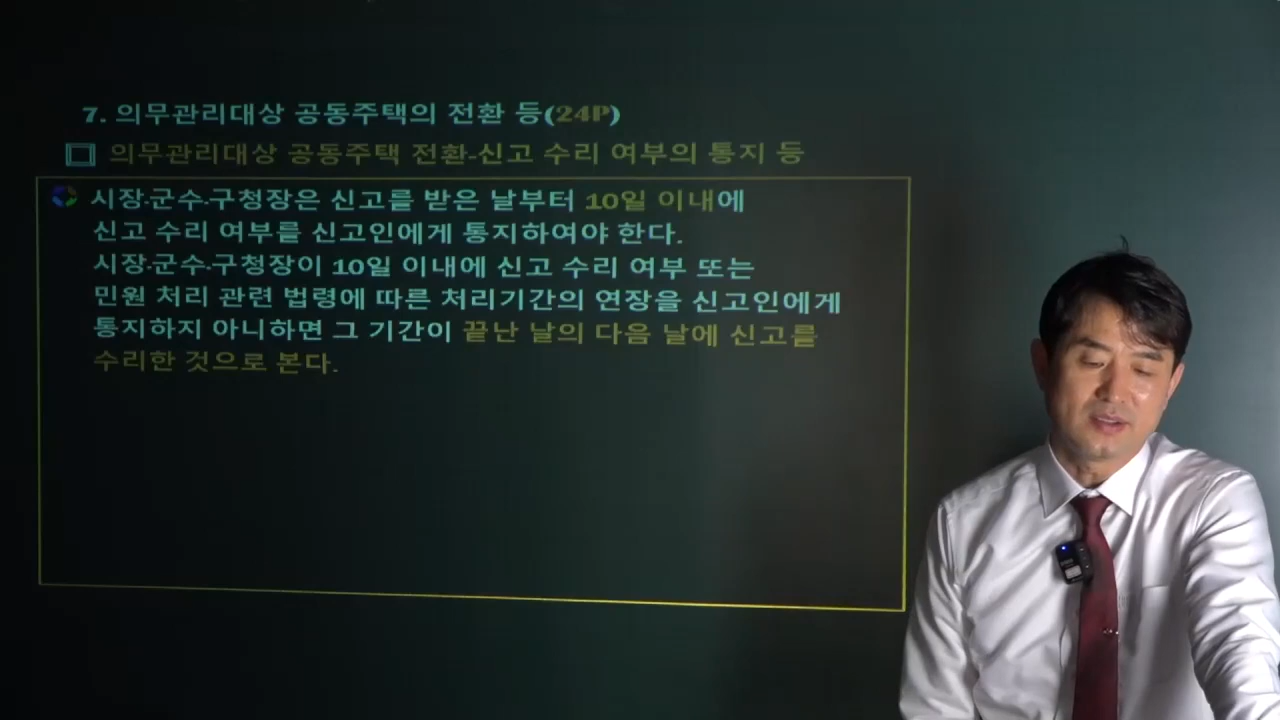 7. 의무관리대상 공동주택의 전환 등(24P)
의무관리대상 공동주택 전환-신고 수리 여부의 통지 등
시장·군수·구청장은 신고를 받은 날부터 10일 이내에
신고 수리 여부를 신고인에게 통지하여야 한다.
시장·군수·구청장이 10일 이내에 신고 수리 여부 또는
민원 처리 관련 법령에 따른 처리기간의 연장을 신고인에게
통지하지 아니하면 그 기간이 끝난 날의 다음 날에 신고를
수리한 것으로 본다.